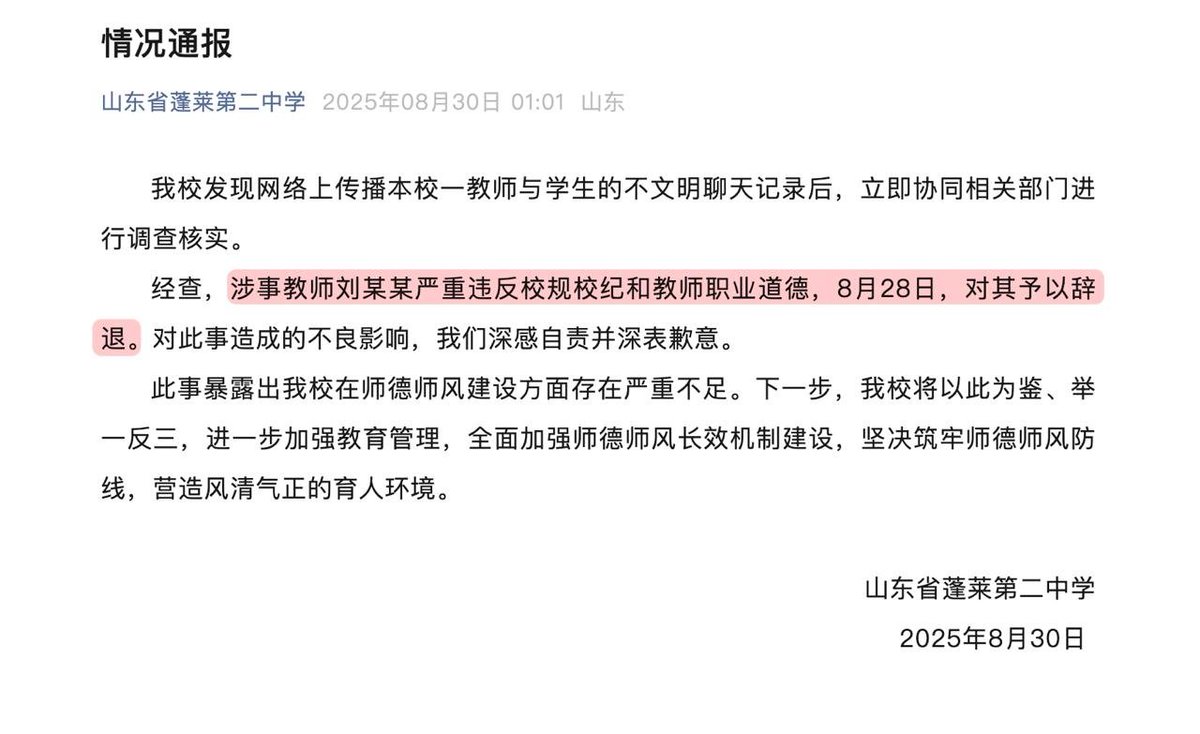 情况通报
山东省蓬莱第二中学 2025年08月30日 01:01 山东
我校发现网络上传播本校一教师与学生的不文明聊天记录后，立即协同相关部门进
行调查核实。
经查，涉事教师刘某某严重违反校规校纪和教师职业道德，8月28日，对其予以辞
退。对此事造成的不良影响，我们深感自责并深表歉意。
此事暴露出我校在师德师风建设方面存在严重不足。下一步，我校将以此为鉴、举
一反三，进一步加强教育管理，全面加强师德师风长效机制建设，坚决筑牢师德师风防
线，营造风清气正的育人环境。
山东省蓬莱第二中学
2025年8月30日